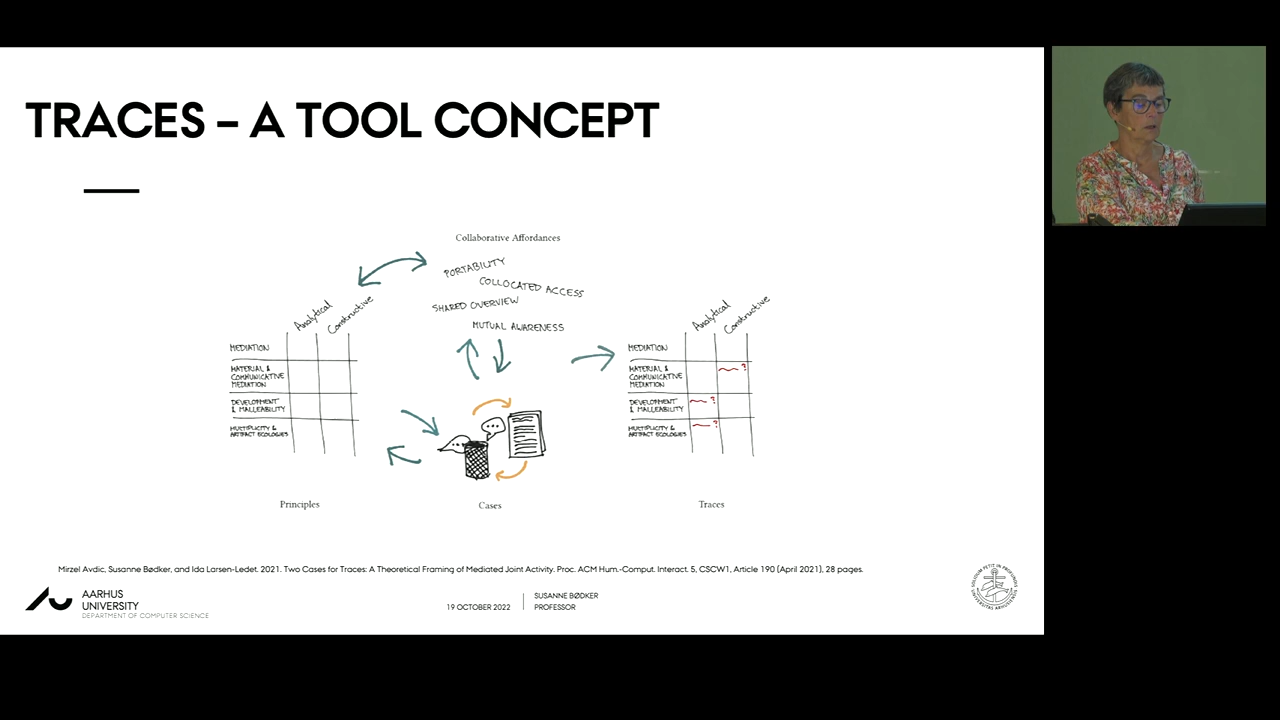 TRACES – A TOOL CONCEPT
Collaborative Affordances
PORTABILITY
COLLOCATED ACCESS
SHARED OVERVIEW
MUTUAL AWARENESS
Analytical
Constructive
MEDIATION
MATERIAL &
COMMUNICATIVE
MEDIATION
DEVELOPMENT
& MALLEABILITY
MULTIPLICITY &
ARTIFACT ECOLOGIES
Analytical
Constructive
MEDIATION
MATERIAL &
COMMUNICATIVE
MEDIATION
?
DEVELOPMENT
& MALLEABILITY
?
MULTIPLICITY &
ARTIFACT ECOLOGIES
?
Principles
Cases
Traces
Mirzel Avdic, Susanne Bødker, and Ida Larsen-Ledet. 2021. Two Cases for Traces: A Theoretical Framing of Mediated Joint Activity. Proc. ACM Hum.-Comput. Interact. 5, CSCW1, Article 190 (April 2021), 28 pages.
AARHUS
UNIVERSITY
DEPARTMENT OF COMPUTER SCIENCE
19 OCTOBER 2022
SUSANNE BØDKER
PROFESSOR